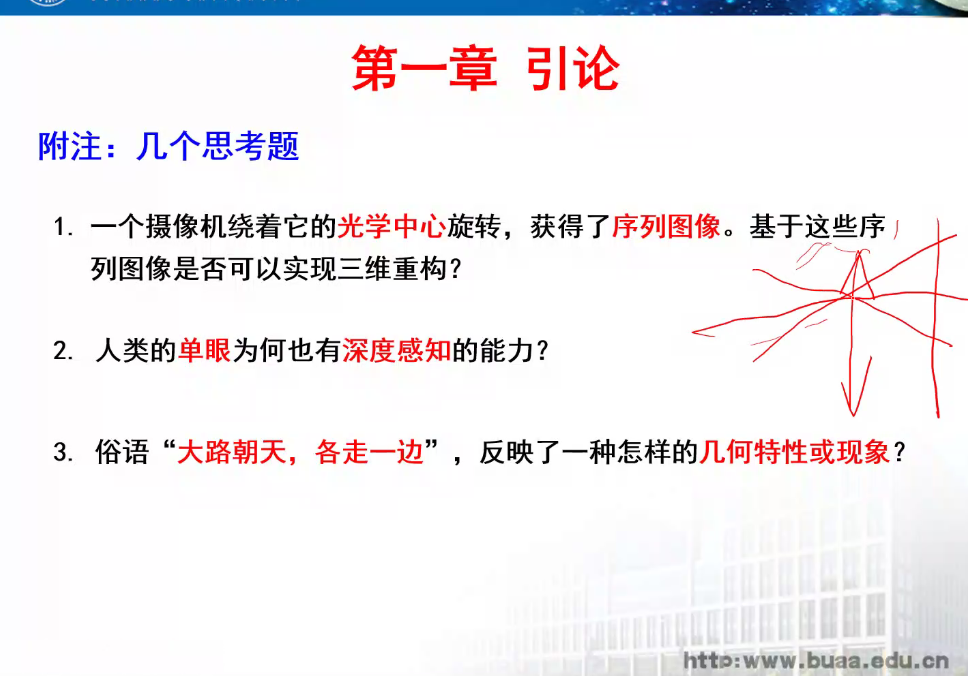 第一章 引论
附注：几个思考题
1. 一个摄像机绕着它的光学中心旋转，获得了序列图像。基于这些序
列图像是否可以实现三维重构？
2. 人类的单眼为何也有深度感知的能力？
3. 俗语“大路朝天，各走一边”，反映了一种怎样的几何特性或现象？
http:www.buaa.edu.cn